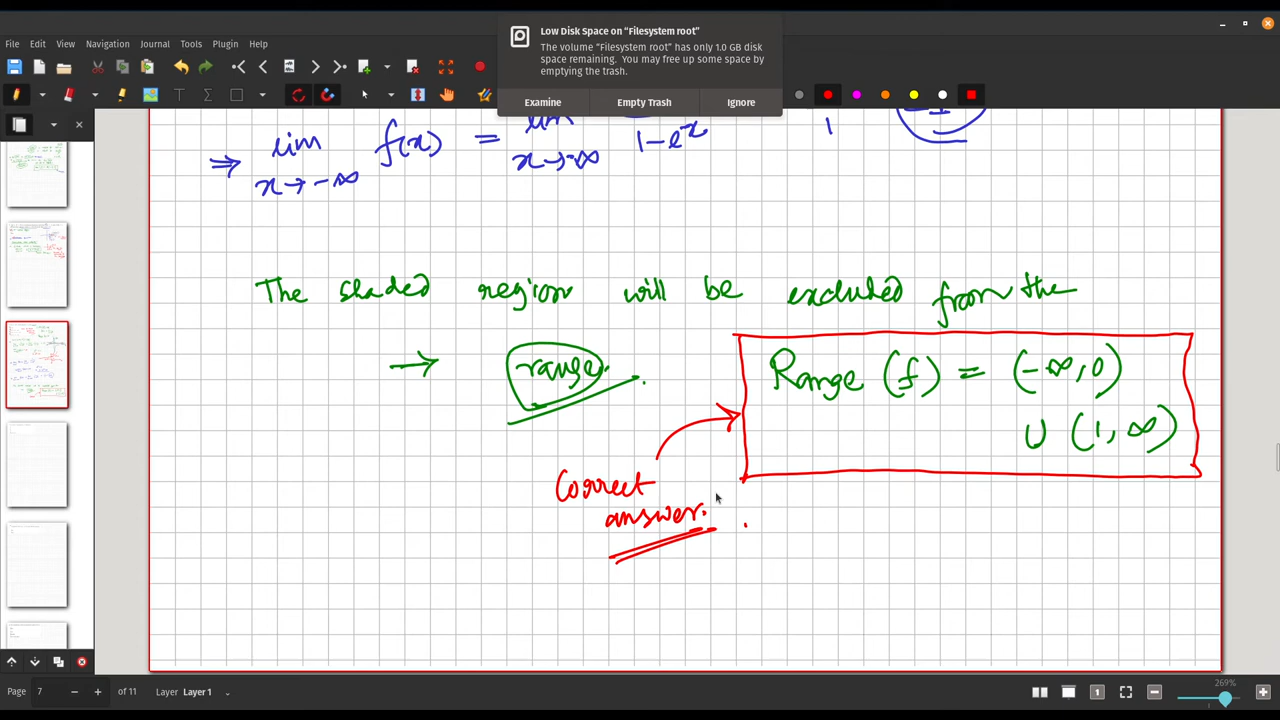 Low Disk Space on “Filesystem root”
The volume “Filesystem root” has only 1.0 GB disk
space remaining. You may free up some space by
emptying the trash.
Examine Empty Trash Ignore
File Edit View Navigation Journal Tools Plugin Help
⇒ lim f(x) = lim
x→-∞ x→-∞ 1-e^x 1
The shaded region will be excluded from the
→ range.
Range (f) = (-∞,0)
∪ (1,∞)
Correct
answer.
Page 7 of 11 Layer Layer 1
269%